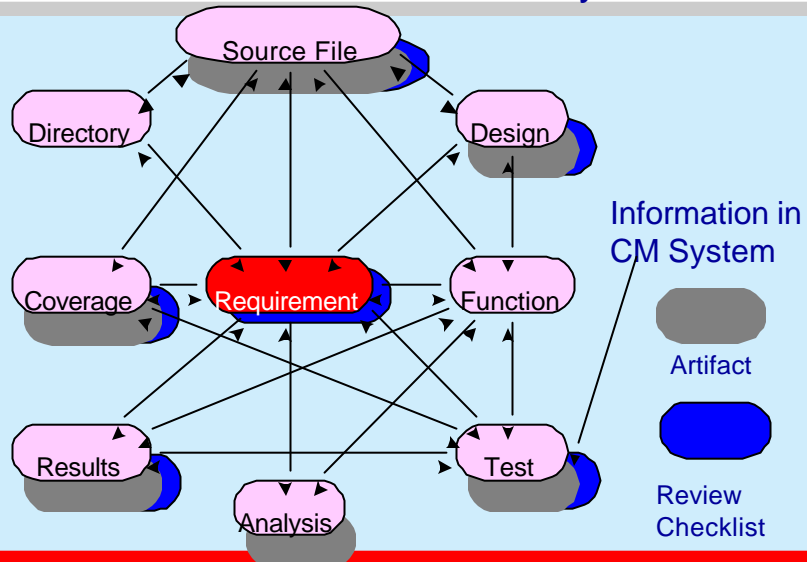 Source File
Directory
Design
Information in
CM System
Coverage
Requirement
Function
Artifact
Results
Test
Analysis
Review
Checklist